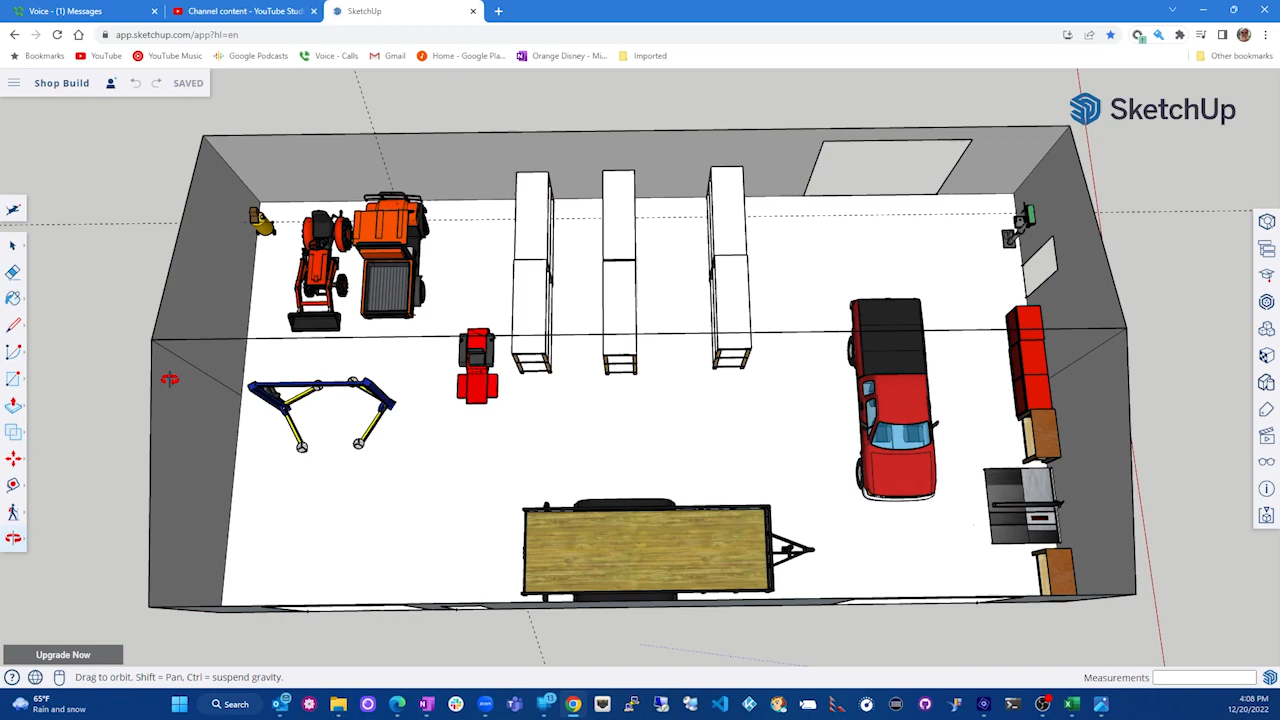 Voice - (1) Messages
Channel content - YouTube Stud
SketchUp
app.sketchup.com/app?hl=en
Bookmarks
YouTube
YouTube Music
Google Podcasts
Voice - Calls
Gmail
Home - Google Pla...
Orange Disney - Mi...
Imported
Other bookmarks
Shop Build
SAVED
SketchUp
Upgrade Now
Drag to orbit. Shift = Pan, Ctrl = suspend gravity.
Measurements
65°F
Rain and snow
Search
4:08 PM
12/20/2022